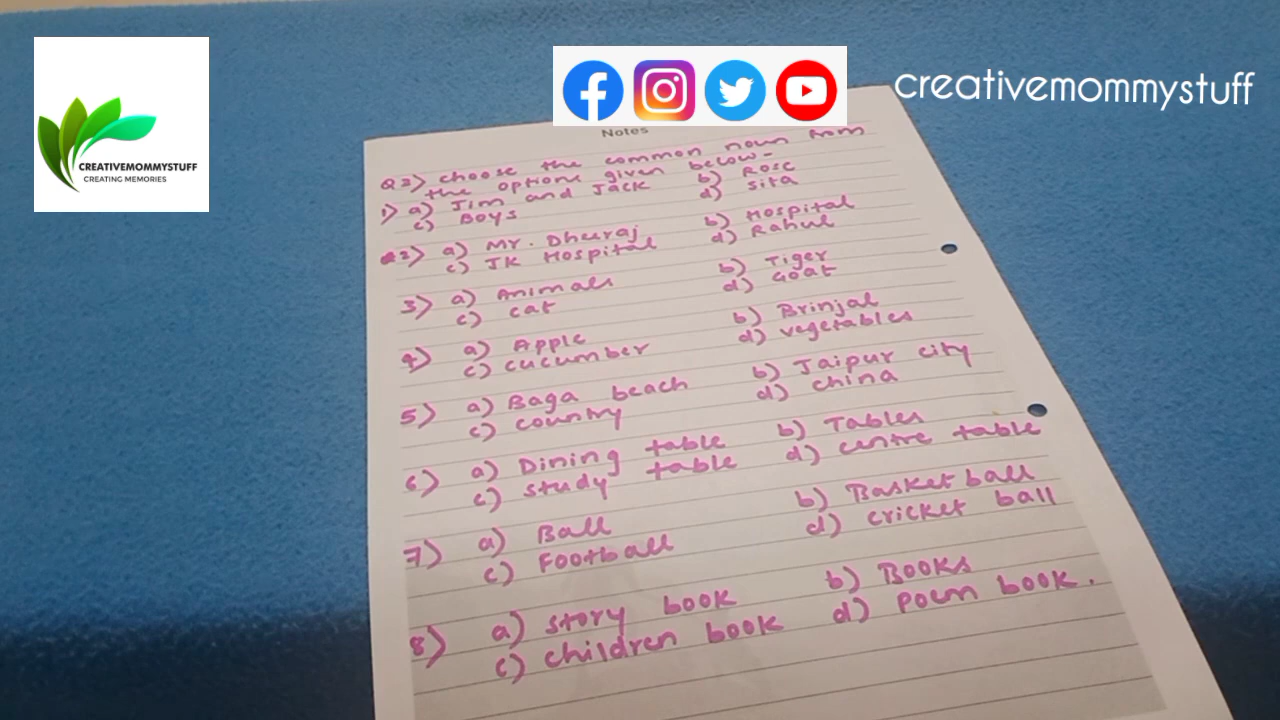 CREATIVEMOMMYSTUFF
CREATING MEMORIES
creativemommystuff
Notes
Q2) choose the common noun from
the options given below-
1) a) Jim and Jack b) Rose
c) Boys d) Sita
2) a) Mr. Dheeraj b) Hospital
c) JK Hospital d) Rahul
3) a) Animals b) Tiger
c) cat d) Goat
4) a) Apple b) Brinjal
c) cucumber d) vegetables
5) a) Baga beach b) Jaipur city
c) country d) china
6) a) Dining table b) Tables
c) study table d) centre table
7) a) Ball b) Basket ball
c) Football d) cricket ball
8) a) story book b) Books
c) children book d) poem book.